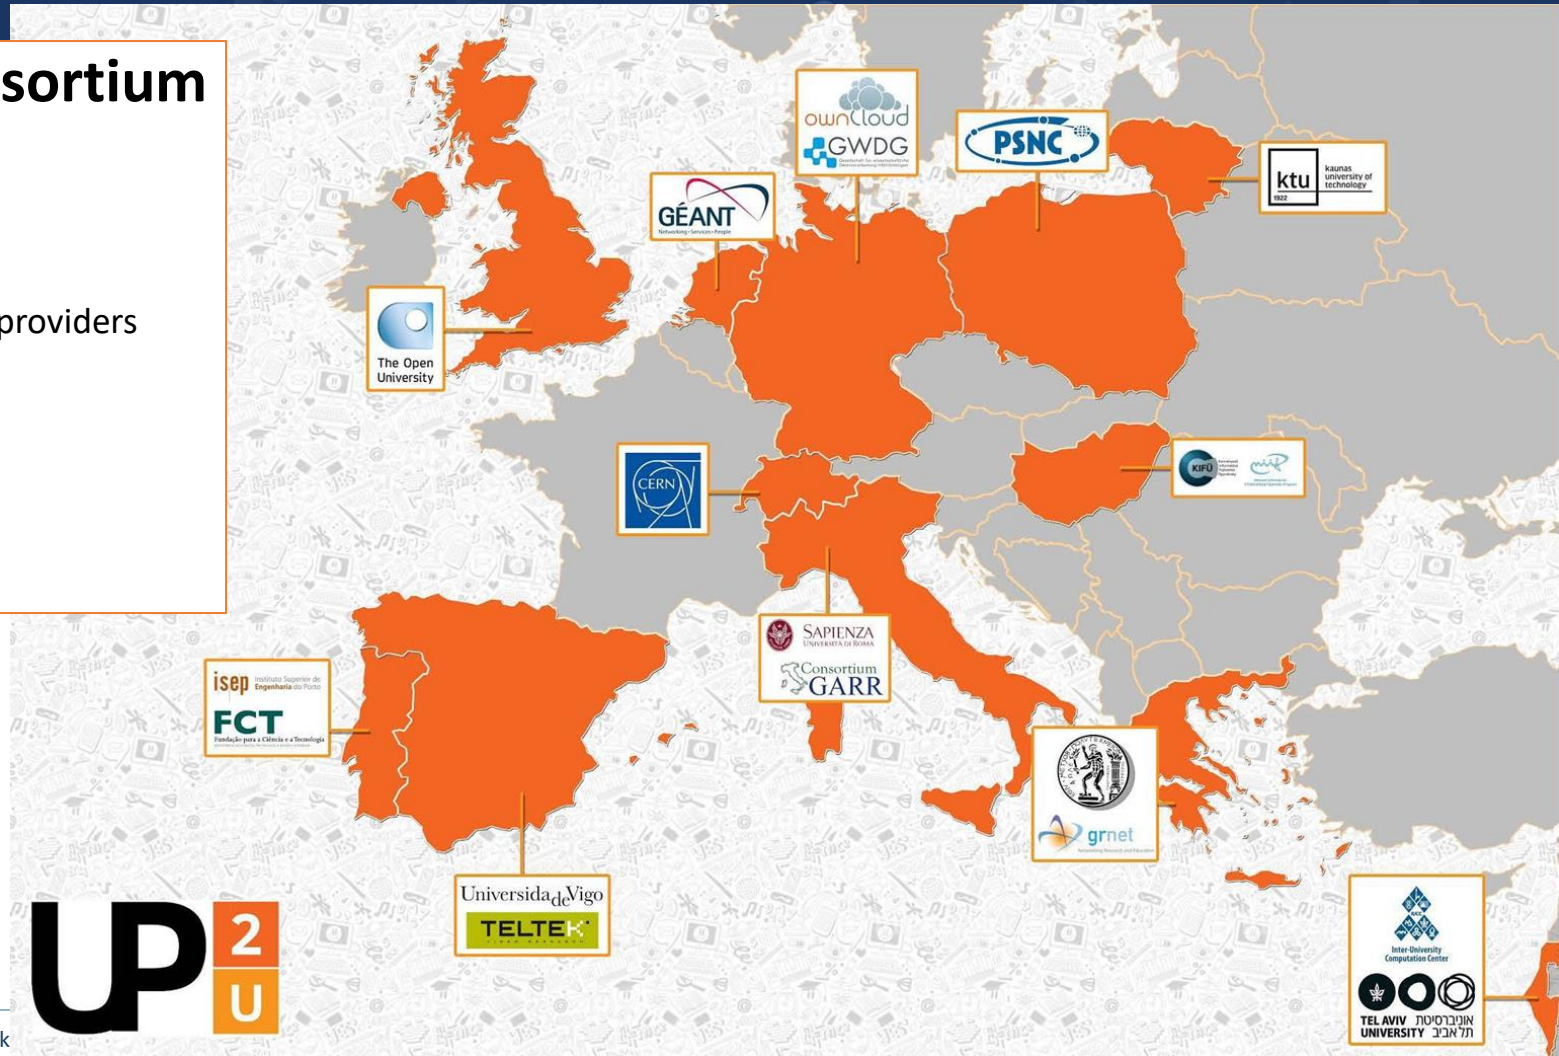 sortium
providers
ownCloud
GWDG
PSNC
ktu
1922
kaunas
university of
technology
GÉANT
Networking • Services • People
The Open
University
CERN
KIFÜ
SAPIENZA
UNIVERSITÀ DI ROMA
Consortium
GARR
isep
Instituto Superior de
Engenharia do Porto
FCT
Fundação para a Ciência e a Tecnologia
grnet
UniversidadeVigo
TELTEK
UP
2
U
IUCC
Inter-University
Computation Center
TEL AVIV
UNIVERSITY
אוניברסיטת
תל אביב
k